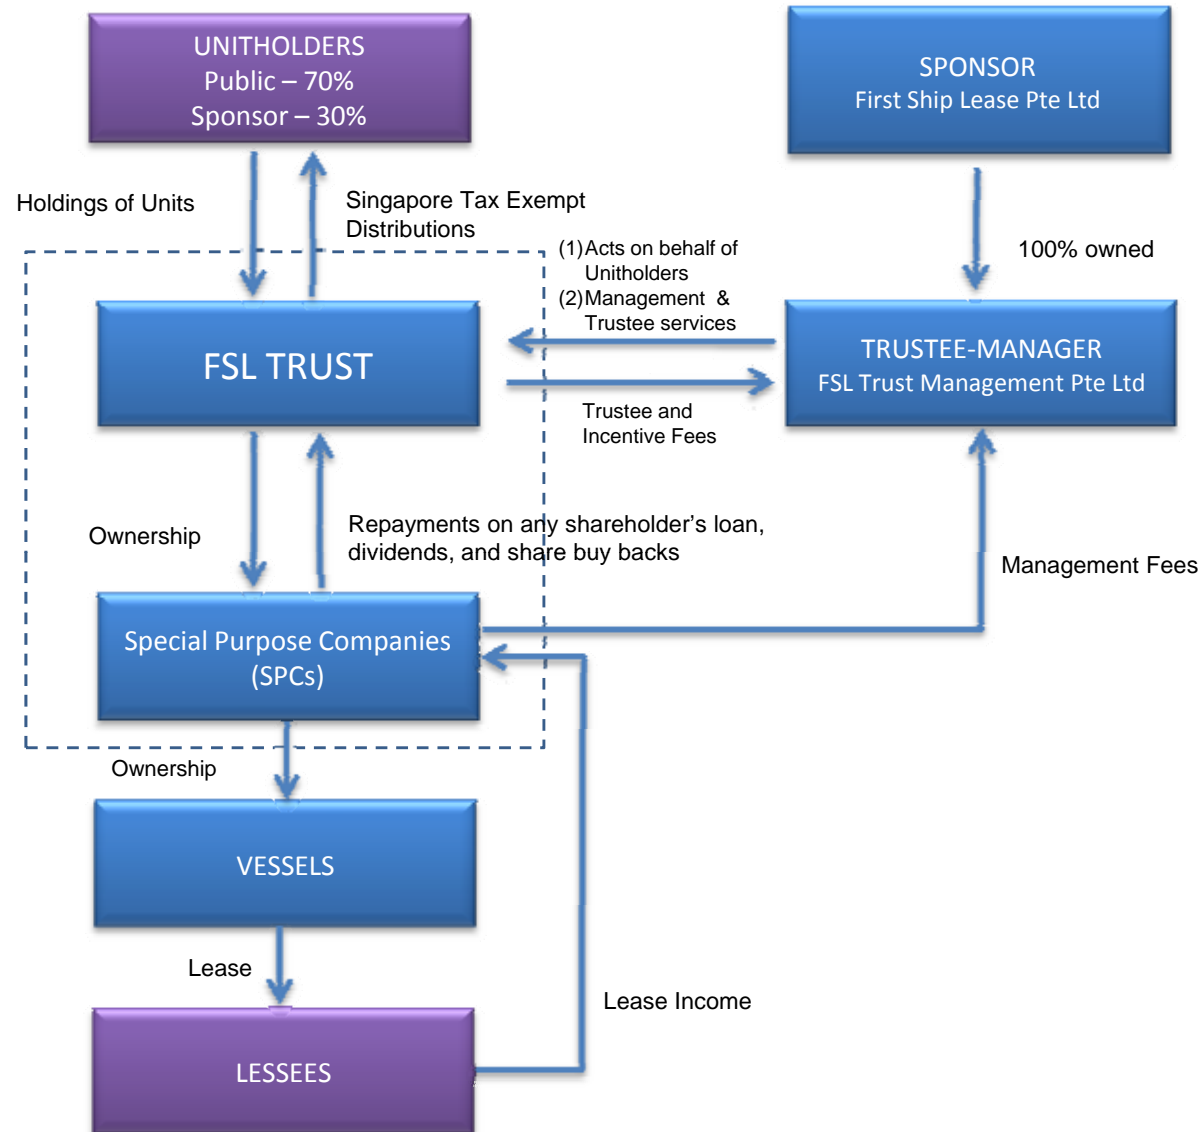 UNITHOLDERS
Public – 70%
Sponsor – 30%
SPONSOR
First Ship Lease Pte Ltd
Holdings of Units
Singapore Tax Exempt
Distributions
(1)Acts on behalf of
Unitholders
(2)Management &
Trustee services
100% owned
FSL TRUST
TRUSTEE-MANAGER
FSL Trust Management Pte Ltd
Trustee and
Incentive Fees
Ownership
Repayments on any shareholder’s loan,
dividends, and share buy backs
Management Fees
Special Purpose Companies
(SPCs)
Ownership
VESSELS
Lease
Lease Income
LESSEES